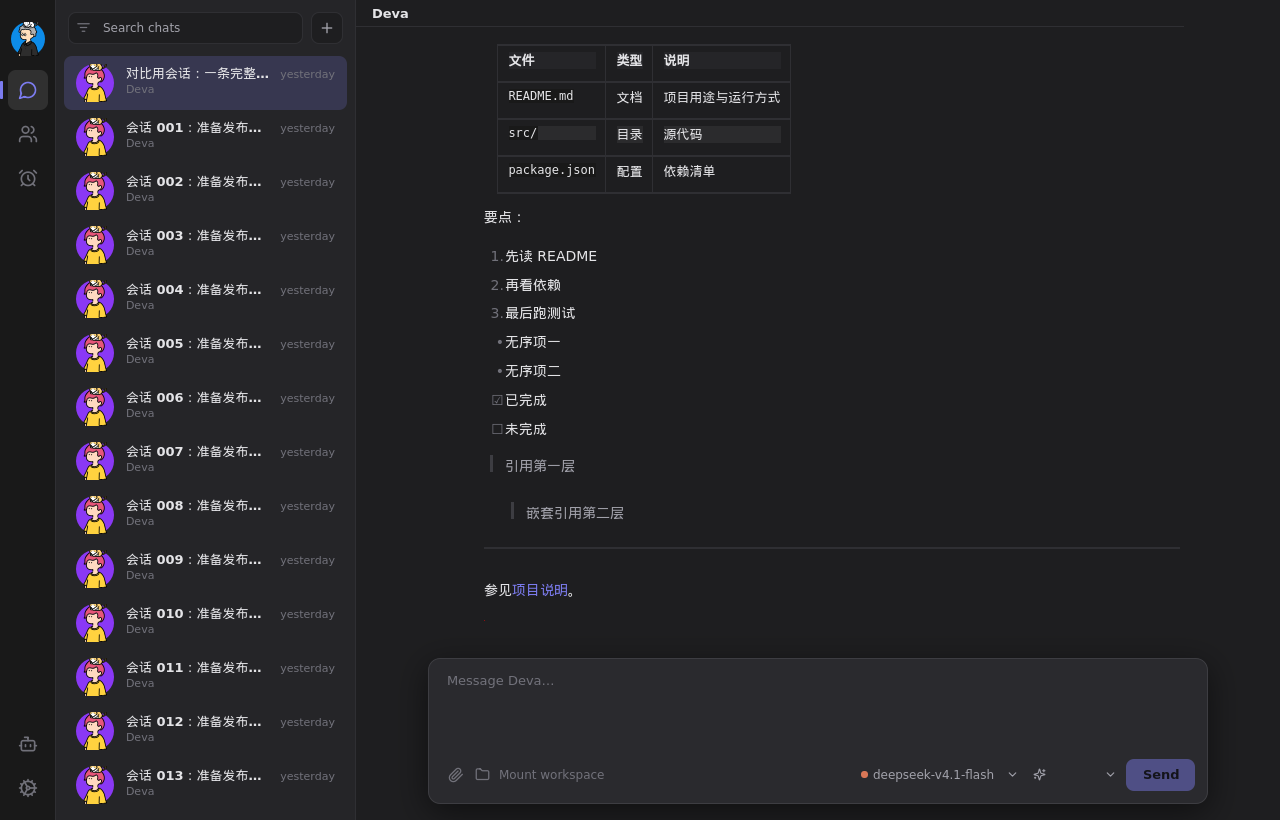 Search chats
对比用会话：一条完整... yesterday
Deva
会话 001：准备发布... yesterday
Deva
会话 002：准备发布... yesterday
Deva
会话 003：准备发布... yesterday
Deva
会话 004：准备发布... yesterday
Deva
会话 005：准备发布... yesterday
Deva
会话 006：准备发布... yesterday
Deva
会话 007：准备发布... yesterday
Deva
会话 008：准备发布... yesterday
Deva
会话 009：准备发布... yesterday
Deva
会话 010：准备发布... yesterday
Deva
会话 011：准备发布... yesterday
Deva
会话 012：准备发布... yesterday
Deva
会话 013：准备发布... yesterday
Deva
Deva
文件 类型 说明
README.md 文档 项目用途与运行方式
src/ 目录 源代码
package.json 配置 依赖清单
要点：
1. 先读 README
2. 再看依赖
3. 最后跑测试
• 无序项一
• 无序项二
☑ 已完成
☐ 未完成
引用第一层
嵌套引用第二层
参见项目说明。
Message Deva...
Mount workspace deepseek-v4.1-flash Send